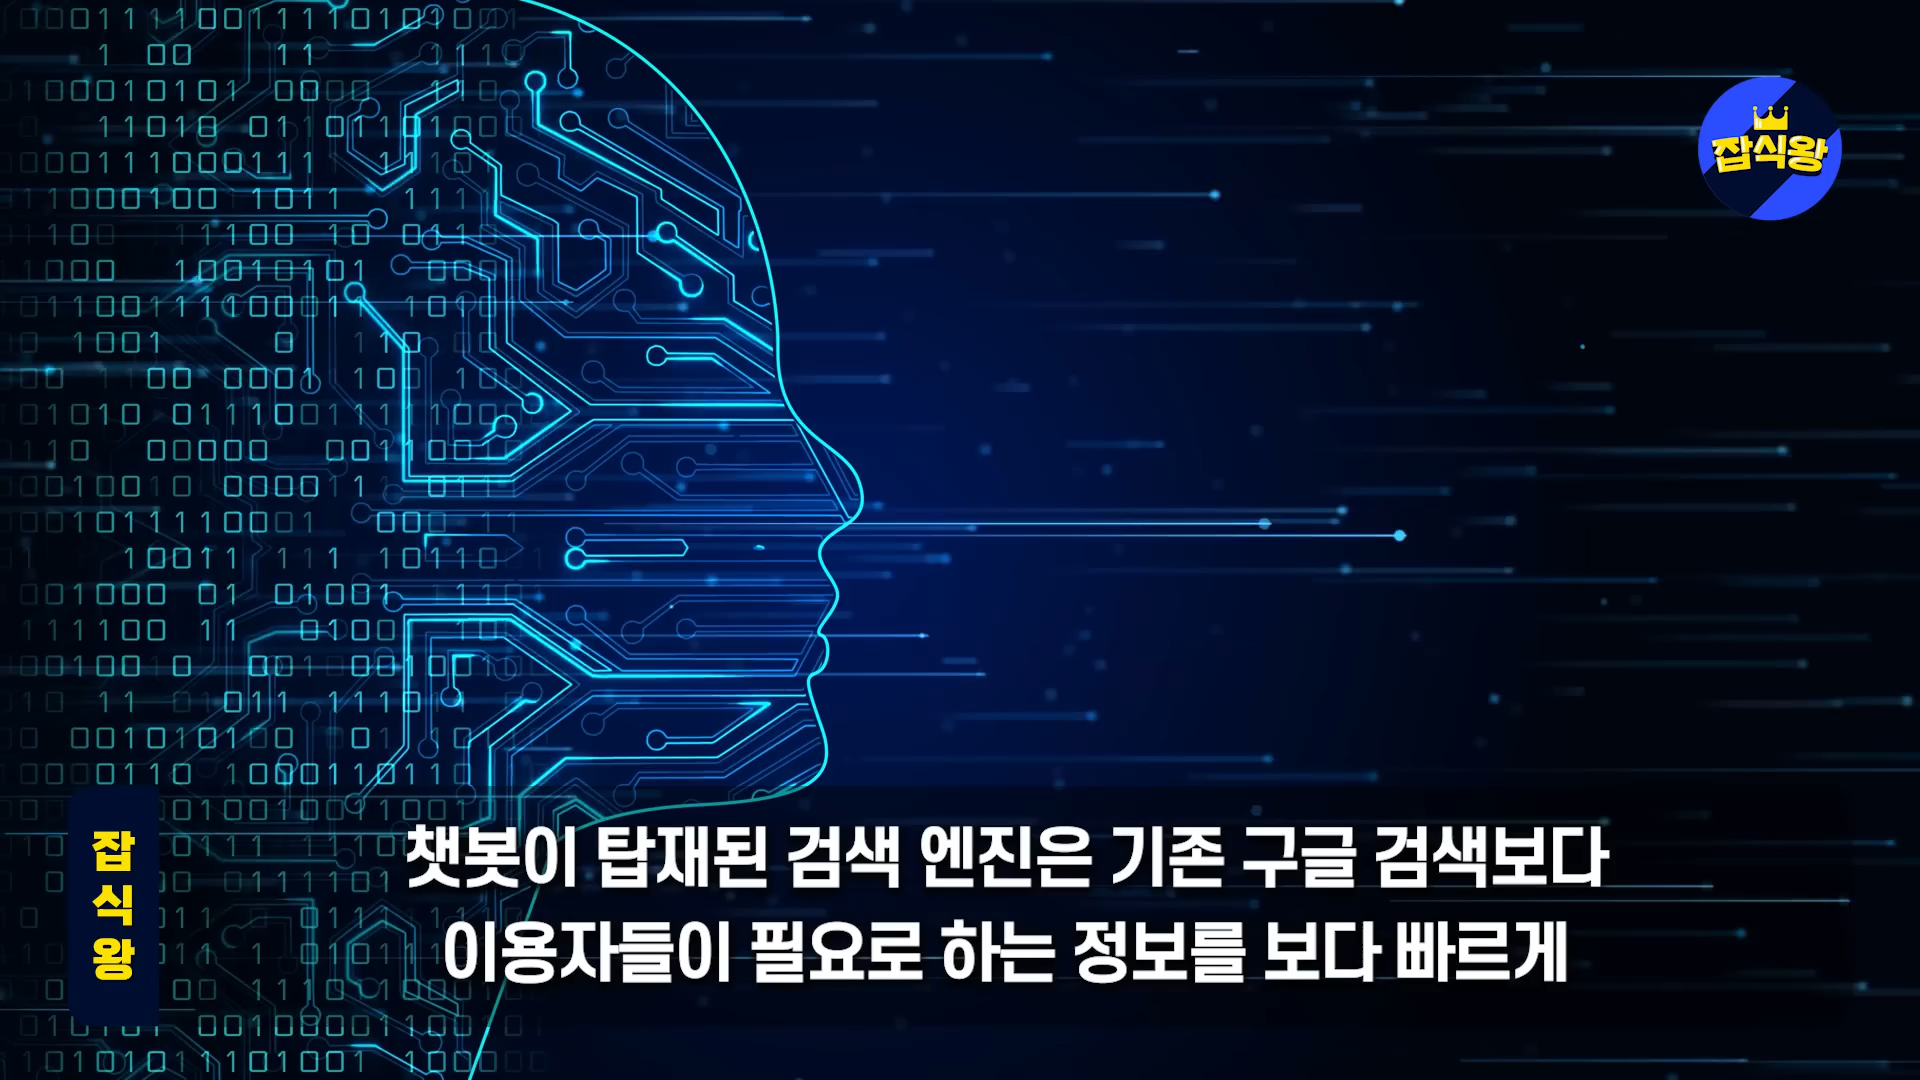 잡식왕
잡식왕
챗봇이 탑재된 검색 엔진은 기존 구글 검색보다
이용자들이 필요로 하는 정보를 보다 빠르게